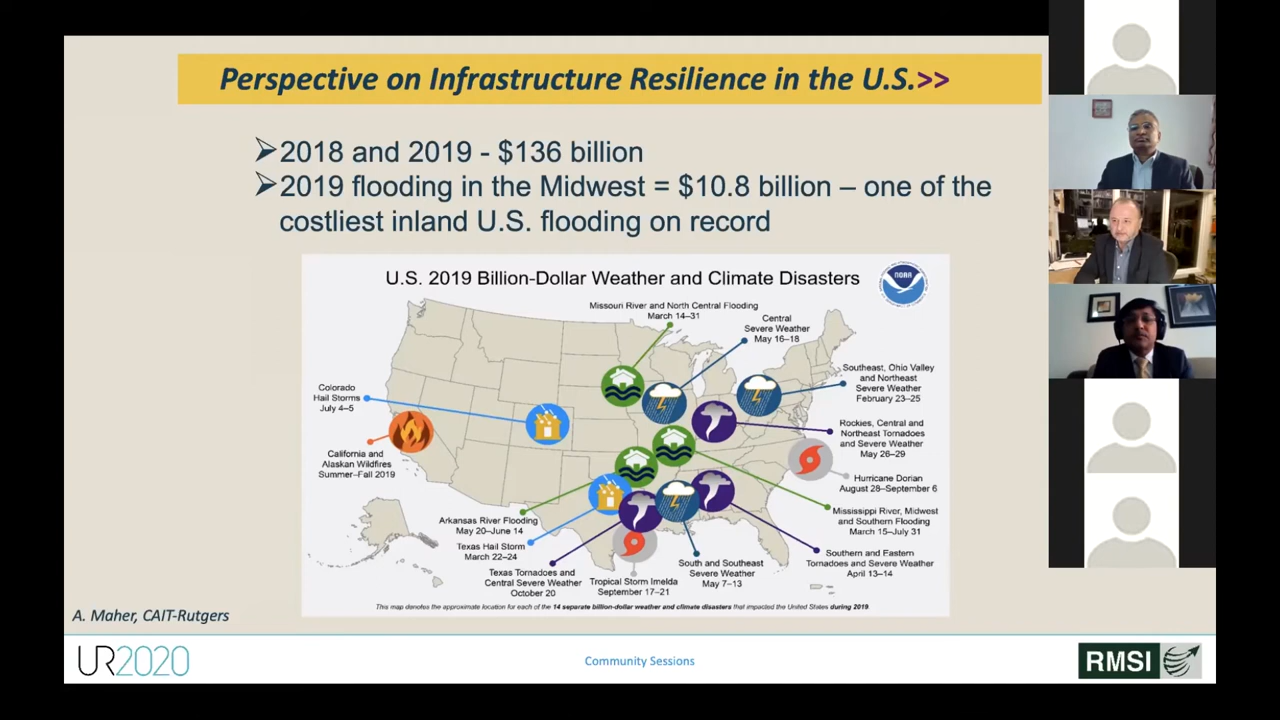 Perspective on Infrastructure Resilience in the U.S.>>
2018 and 2019 - $136 billion
2019 flooding in the Midwest = $10.8 billion – one of the
costliest inland U.S. flooding on record
U.S. 2019 Billion-Dollar Weather and Climate Disasters
NOAA
Missouri River and North Central Flooding
March 14–31
Central
Severe Weather
May 16–18
Southeast, Ohio Valley
and Northeast
Severe Weather
February 23–25
Colorado
Hail Storms
July 4–5
Rockies, Central and
Northeast Tornadoes
and Severe Weather
May 26–29
California and
Alaskan Wildfires
Summer–Fall 2019
Hurricane Dorian
August 28–September 6
Arkansas River Flooding
May 20–June 14
Mississippi River, Midwest
and Southern Flooding
March 15–July 31
Texas Hail Storm
March 22–24
Southern and Eastern
Tornadoes and Severe Weather
April 13–14
Texas Tornadoes and
Central Severe Weather
October 20
Tropical Storm Imelda
September 17–21
South and Southeast
Severe Weather
May 7–13
This map denotes the approximate location for each of the 14 separate billion-dollar weather and climate disasters that impacted the United States during 2019.
A. Maher, CAIT-Rutgers
UR2020
Community Sessions
RMSI